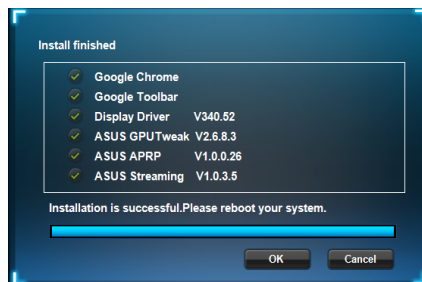 Install finished
Google Chrome
Google Toolbar
Display Driver V340.52
ASUS GPUTweak V2.6.8.3
ASUS APRP V1.0.0.26
ASUS Streaming V1.0.3.5
Installation is successful.Please reboot your system.
OK Cancel